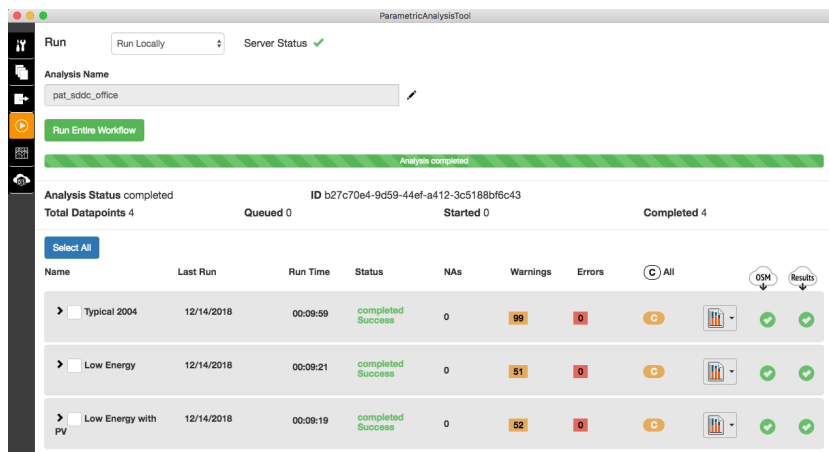 ParametricAnalysisTool
Run Run Locally Server Status
Analysis Name
pat_sddc_office
Run Entire Workflow
Analysis completed
Analysis Status completed ID b27c70e4-9d59-44ef-a412-3c5188bf6c43
Total Datapoints 4 Queued 0 Started 0 Completed 4
Select All
Name Last Run Run Time Status NAs Warnings Errors C All OSM Results
Typical 2004 12/14/2018 00:09:59 completed Success 0 99 0 C
Low Energy 12/14/2018 00:09:21 completed Success 0 51 0 C
Low Energy with PV 12/14/2018 00:09:19 completed Success 0 52 0 C